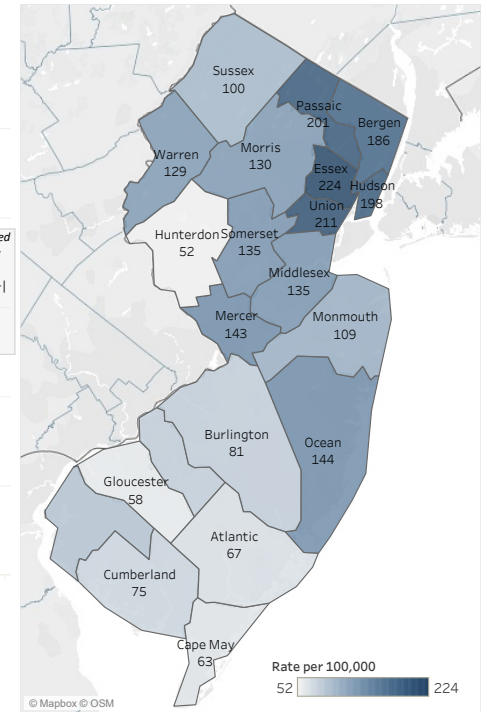 Sussex
100
Passaic
201
Bergen
186
Warren
129
Morris
130
Essex
224
Hudson
198
Union
211
Hunterdon
52
Somerset
135
Middlesex
135
Mercer
143
Monmouth
109
Burlington
81
Ocean
144
Gloucester
58
Atlantic
67
Cumberland
75
Cape May
63
Rate per 100,000
52 224
© Mapbox © OSM
ed